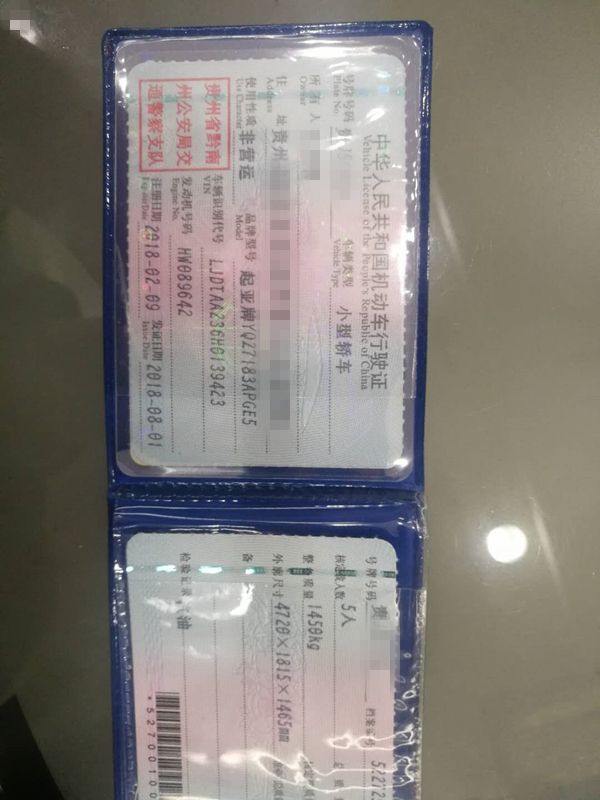 中华人民共和国机动车行驶证
Vehicle License of the People's Republic of China
号牌号码
Plate No.
车辆类型 小型轿车
Vehicle Type
所有人
Owner
住 址 贵州
Address
使用性质 非营运
Use Character
品牌型号 起亚牌YQZ7183APGE5
Model
贵州省黔南
州公安局交
通警察支队
车辆识别代号 LJDTAA236H0139423
VIN
发动机号码 HW089642
Engine No.
注册日期 2018-02-09
发证日期 2018-08-01
Issue Date
号牌号码 贵
档案编号
核定载人数 5人
整备质量 1450kg
外廓尺寸 4720×1815×1465mm
备
检验记录
油
*52700100